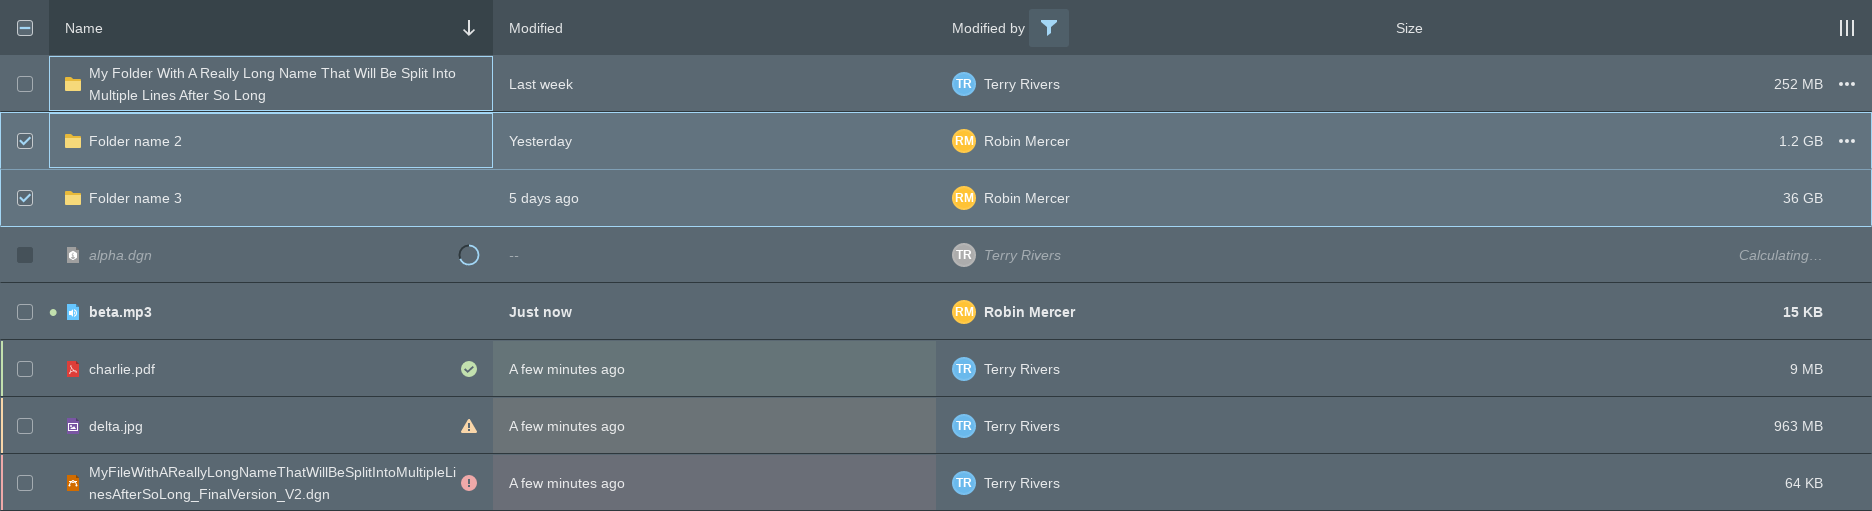 Name Modified Modified by Size
My Folder With A Really Long Name That Will Be Split Into
Multiple Lines After So Long
Last week TR Terry Rivers 252 MB
Folder name 2 Yesterday RM Robin Mercer 1.2 GB
Folder name 3 5 days ago RM Robin Mercer 36 GB
alpha.dgn -- TR Terry Rivers Calculating…
beta.mp3 Just now RM Robin Mercer 15 KB
charlie.pdf A few minutes ago TR Terry Rivers 9 MB
delta.jpg A few minutes ago TR Terry Rivers 963 MB
MyFileWithAReallyLongNameThatWillBeSplitIntoMultipleLi
nesAfterSoLong_FinalVersion_V2.dgn
A few minutes ago TR Terry Rivers 64 KB